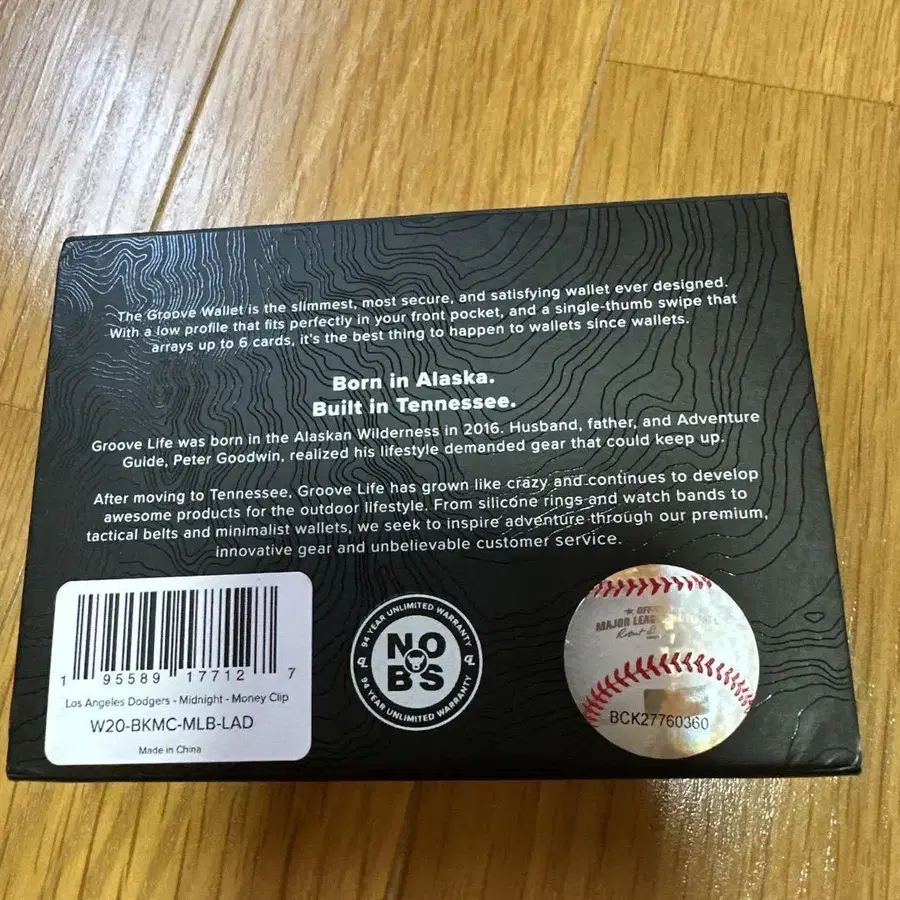 The Groove Wallet is the slimmest, most secure, and satisfying wallet ever designed.
With a low profile that fits perfectly in your front pocket, and a single-thumb swipe that
arrays up to 6 cards, it's the best thing to happen to wallets since wallets.
Born in Alaska.
Built in Tennessee.
Groove Life was born in the Alaskan Wilderness in 2016. Husband, father, and Adventure
Guide, Peter Goodwin, realized his lifestyle demanded gear that could keep up.
After moving to Tennessee, Groove Life has grown like crazy and continues to develop
awesome products for the outdoor lifestyle. From silicone rings and watch bands to
tactical belts and minimalist wallets, we seek to inspire adventure through our premium,
innovative gear and unbelievable customer service.
1 95589 17712 7
Los Angeles Dodgers - Midnight - Money Clip
W20-BKMC-MLB-LAD
Made in China
94 YEAR UNLIMITED WARRANTY
NO
BS
94 YEAR UNLIMITED WARRANTY
MAJOR
BCK27760360